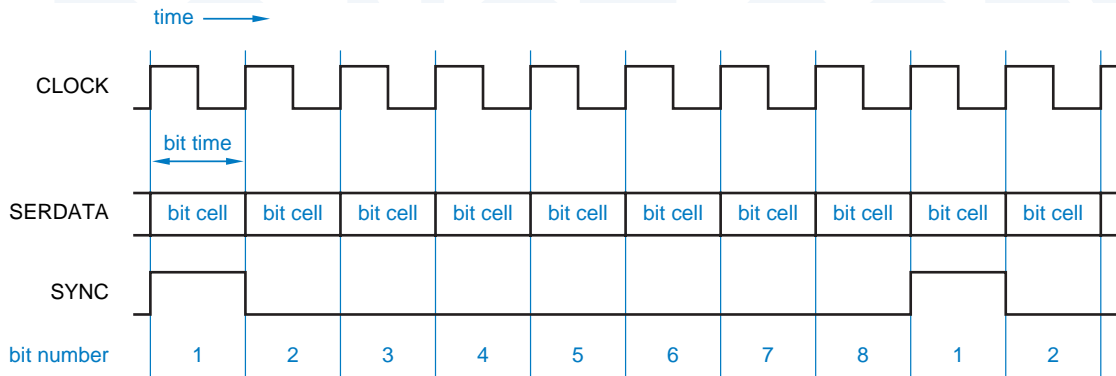 time
CLOCK
bit time
SERDATA bit cell bit cell bit cell bit cell bit cell bit cell bit cell bit cell bit cell bit cell
SYNC
bit number 1 2 3 4 5 6 7 8 1 2